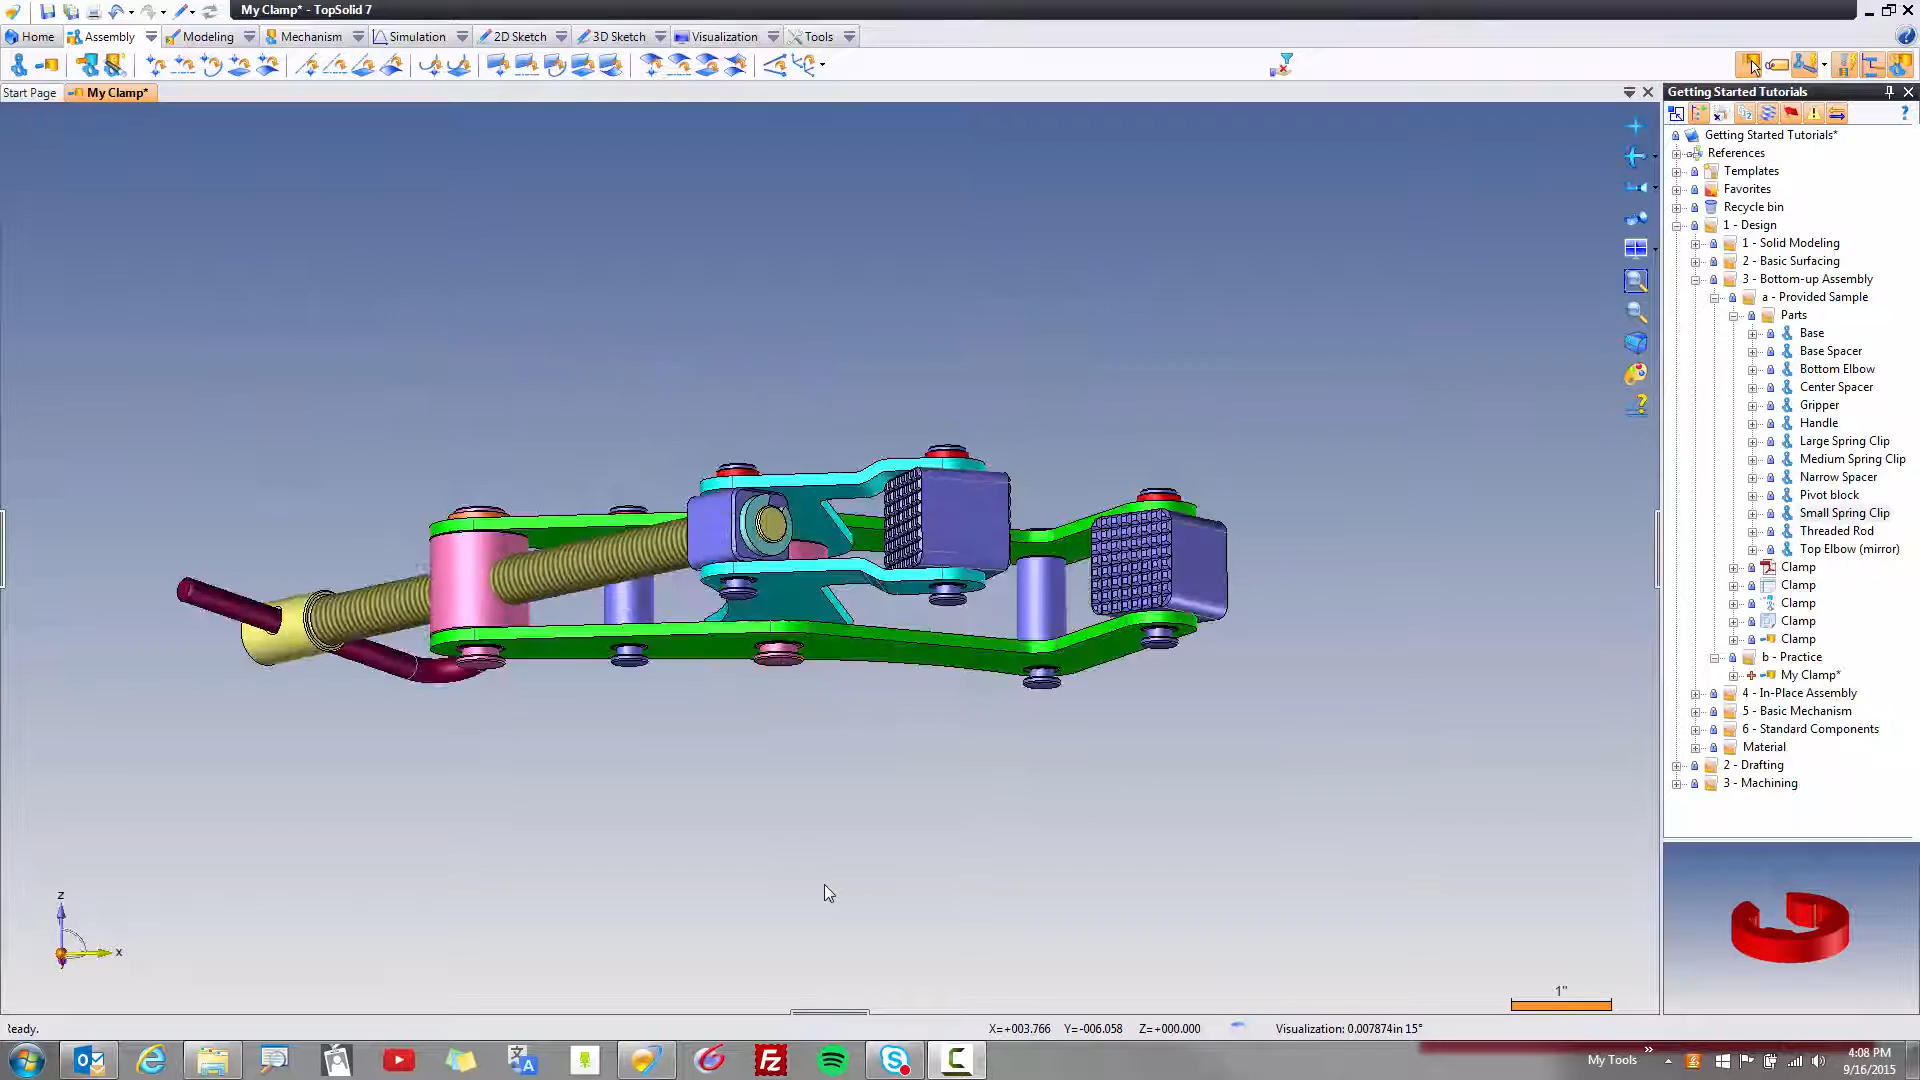 My Clamp* - TopSolid 7
Home
Assembly
Modeling
Mechanism
Simulation
2D Sketch
3D Sketch
Visualization
Tools
Start Page
My Clamp*
Getting Started Tutorials
Getting Started Tutorials*
References
Templates
Favorites
Recycle bin
1 - Design
1 - Solid Modeling
2 - Basic Surfacing
3 - Bottom-up Assembly
a - Provided Sample
Parts
Base
Base Spacer
Bottom Elbow
Center Spacer
Gripper
Handle
Large Spring Clip
Medium Spring Clip
Narrow Spacer
Pivot block
Small Spring Clip
Threaded Rod
Top Elbow (mirror)
Clamp
Clamp
Clamp
Clamp
Clamp
b - Practice
My Clamp*
4 - In-Place Assembly
5 - Basic Mechanism
6 - Standard Components
Material
2 - Drafting
3 - Machining
z
x
1"
Ready.
X=+003.766 Y=-006.058 Z=+000.000
Visualization: 0.007874in 15°
My Tools
4:08 PM
9/16/2015